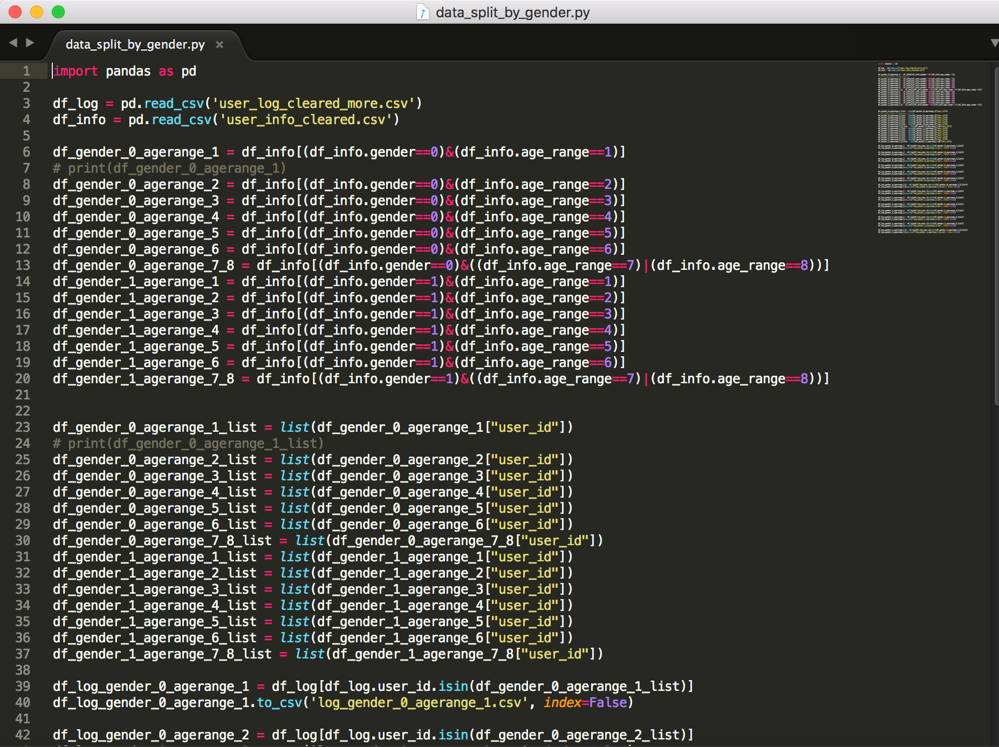 data_split_by_gender.py
data_split_by_gender.py ×
1 import pandas as pd
2
3 df_log = pd.read_csv('user_log_cleared_more.csv')
4 df_info = pd.read_csv('user_info_cleared.csv')
5
6 df_gender_0_agerange_1 = df_info[(df_info.gender==0)&(df_info.age_range==1)]
7 # print(df_gender_0_agerange_1)
8 df_gender_0_agerange_2 = df_info[(df_info.gender==0)&(df_info.age_range==2)]
9 df_gender_0_agerange_3 = df_info[(df_info.gender==0)&(df_info.age_range==3)]
10 df_gender_0_agerange_4 = df_info[(df_info.gender==0)&(df_info.age_range==4)]
11 df_gender_0_agerange_5 = df_info[(df_info.gender==0)&(df_info.age_range==5)]
12 df_gender_0_agerange_6 = df_info[(df_info.gender==0)&(df_info.age_range==6)]
13 df_gender_0_agerange_7_8 = df_info[(df_info.gender==0)&((df_info.age_range==7)|(df_info.age_range==8))]
14 df_gender_1_agerange_1 = df_info[(df_info.gender==1)&(df_info.age_range==1)]
15 df_gender_1_agerange_2 = df_info[(df_info.gender==1)&(df_info.age_range==2)]
16 df_gender_1_agerange_3 = df_info[(df_info.gender==1)&(df_info.age_range==3)]
17 df_gender_1_agerange_4 = df_info[(df_info.gender==1)&(df_info.age_range==4)]
18 df_gender_1_agerange_5 = df_info[(df_info.gender==1)&(df_info.age_range==5)]
19 df_gender_1_agerange_6 = df_info[(df_info.gender==1)&(df_info.age_range==6)]
20 df_gender_1_agerange_7_8 = df_info[(df_info.gender==1)&((df_info.age_range==7)|(df_info.age_range==8))]
21
22
23 df_gender_0_agerange_1_list = list(df_gender_0_agerange_1["user_id"])
24 # print(df_gender_0_agerange_1_list)
25 df_gender_0_agerange_2_list = list(df_gender_0_agerange_2["user_id"])
26 df_gender_0_agerange_3_list = list(df_gender_0_agerange_3["user_id"])
27 df_gender_0_agerange_4_list = list(df_gender_0_agerange_4["user_id"])
28 df_gender_0_agerange_5_list = list(df_gender_0_agerange_5["user_id"])
29 df_gender_0_agerange_6_list = list(df_gender_0_agerange_6["user_id"])
30 df_gender_0_agerange_7_8_list = list(df_gender_0_agerange_7_8["user_id"])
31 df_gender_1_agerange_1_list = list(df_gender_1_agerange_1["user_id"])
32 df_gender_1_agerange_2_list = list(df_gender_1_agerange_2["user_id"])
33 df_gender_1_agerange_3_list = list(df_gender_1_agerange_3["user_id"])
34 df_gender_1_agerange_4_list = list(df_gender_1_agerange_4["user_id"])
35 df_gender_1_agerange_5_list = list(df_gender_1_agerange_5["user_id"])
36 df_gender_1_agerange_6_list = list(df_gender_1_agerange_6["user_id"])
37 df_gender_1_agerange_7_8_list = list(df_gender_1_agerange_7_8["user_id"])
38
39 df_log_gender_0_agerange_1 = df_log[df_log.user_id.isin(df_gender_0_agerange_1_list)]
40 df_log_gender_0_agerange_1.to_csv('log_gender_0_agerange_1.csv', index=False)
41
42 df_log_gender_0_agerange_2 = df_log[df_log.user_id.isin(df_gender_0_agerange_2_list)]